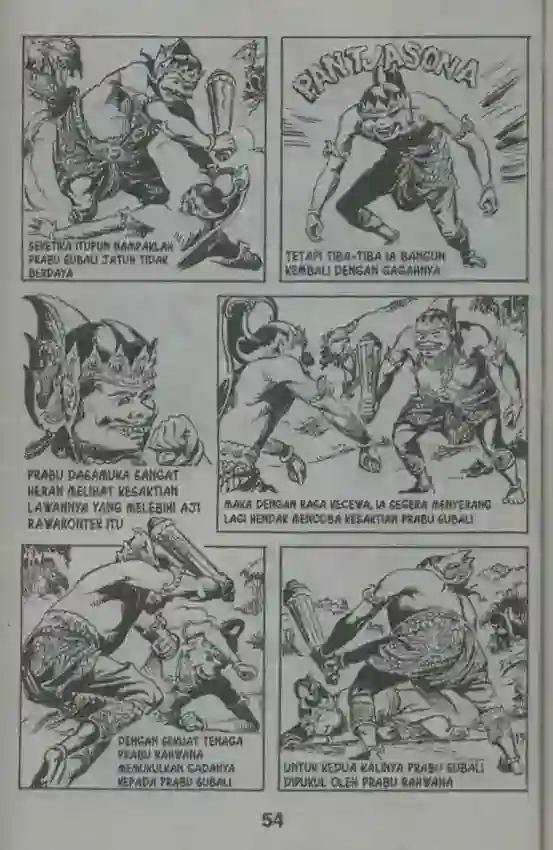 SEKETIKA ITUPUN NAMPAKLAH
PRABU SUBALI JATUH TIDAK
BERDAYA
PANTJASONA
TETAPI TIBA-TIBA IA BANGUN
KEMBALI DENGAN GAGAHNYA
PRABU DASAMUKA SANGAT
HERAN MELIHAT KESAKTIAN
LAWANNYA YANG MELEBIHI AJI
RAWARONTEK ITU
MAKA DENGAN RASA KECEWA, IA SEGERA MENYERANG
LAGI HENDAK MENCOBA KESAKTIAN PRABU SUBALI
DENGAN SEKUAT TENAGA
PRABU RAHWANA
MEMUKULKAN GADANYA
KEPADA PRABU SUBALI
UNTUK KEDUA KALINYA PRABU SUBALI
DIPUKUL OLEH PRABU RAHWANA
54